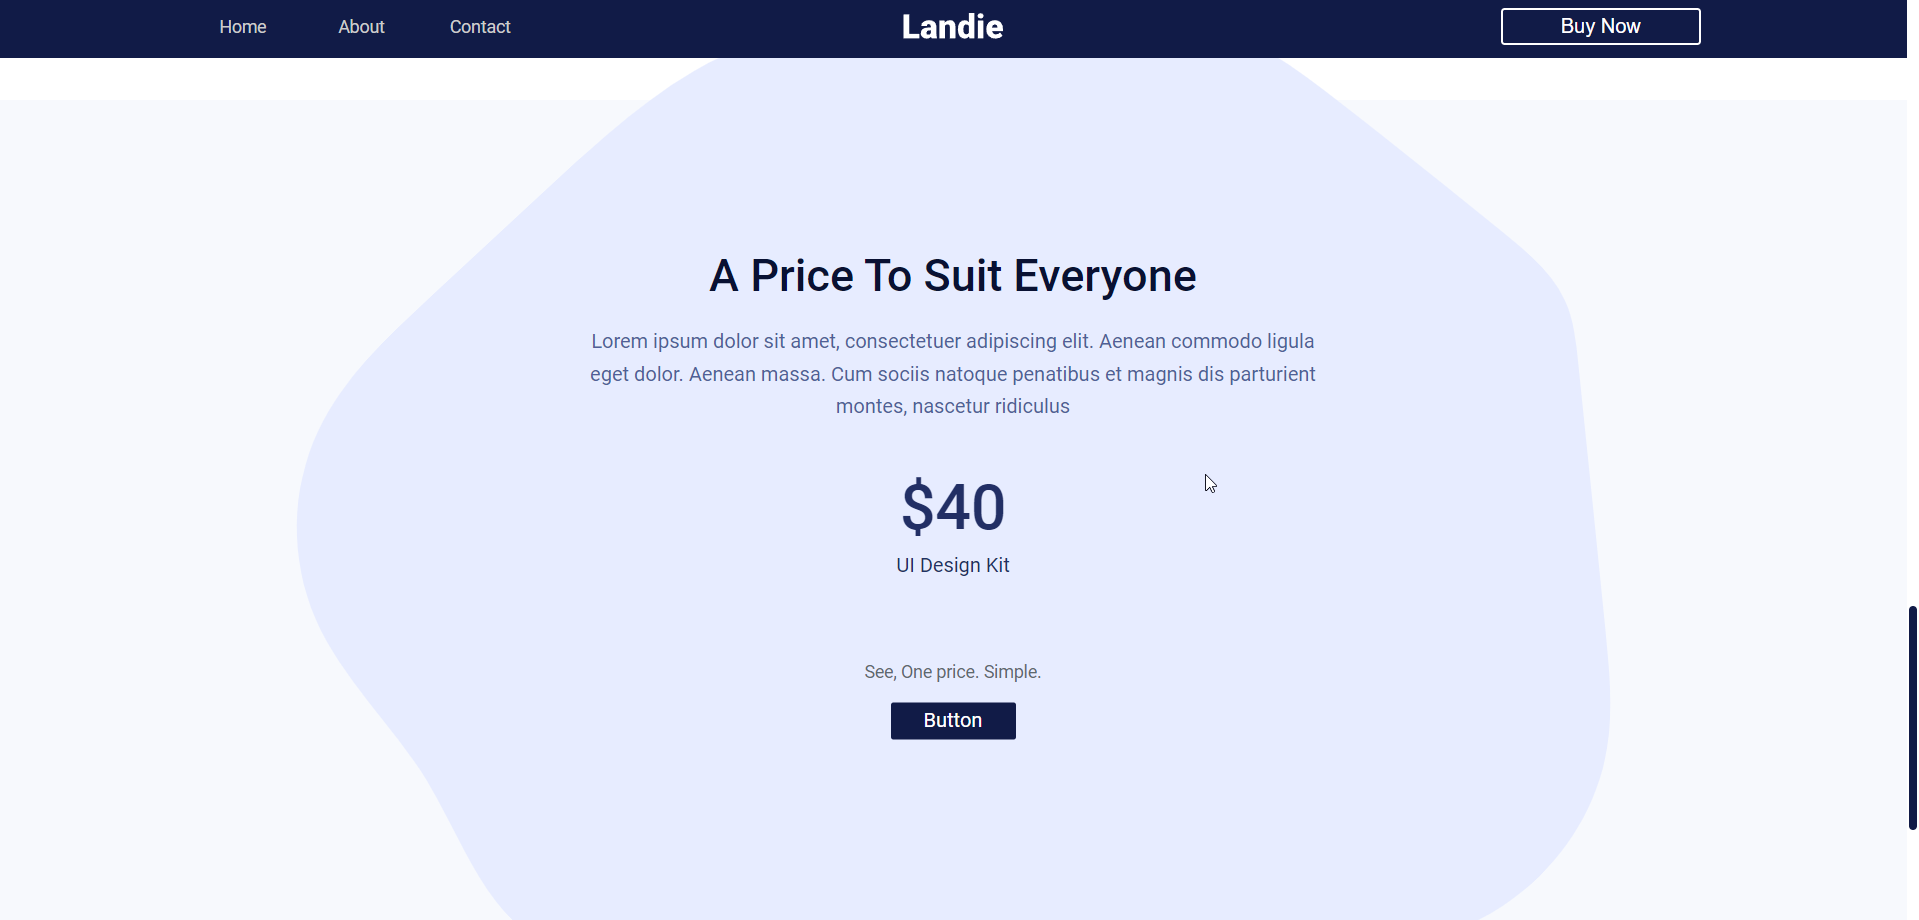 Home About Contact Landie Buy Now
A Price To Suit Everyone
Lorem ipsum dolor sit amet, consectetuer adipiscing elit. Aenean commodo ligula
eget dolor. Aenean massa. Cum sociis natoque penatibus et magnis dis parturient
montes, nascetur ridiculus
$40
UI Design Kit
See, One price. Simple.
Button